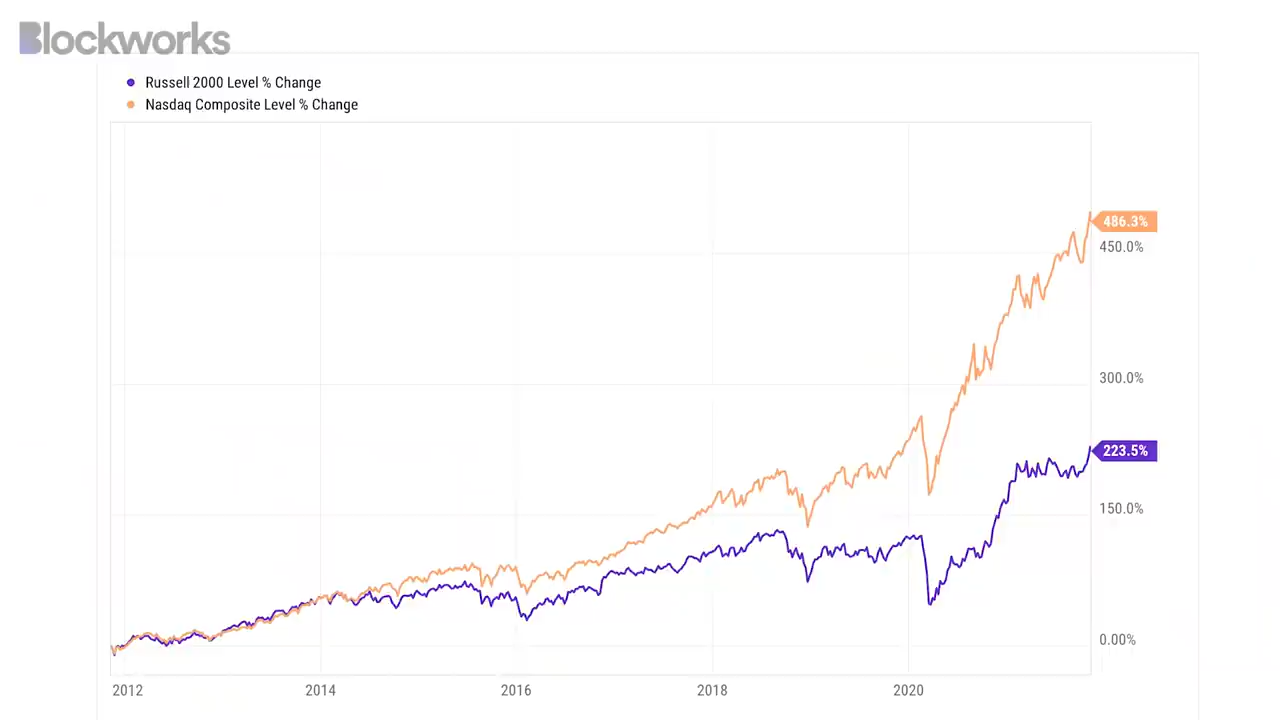 Blockworks
Russell 2000 Level % Change
Nasdaq Composite Level % Change
486.3%
450.0%
300.0%
223.5%
150.0%
0.00%
2012 2014 2016 2018 2020